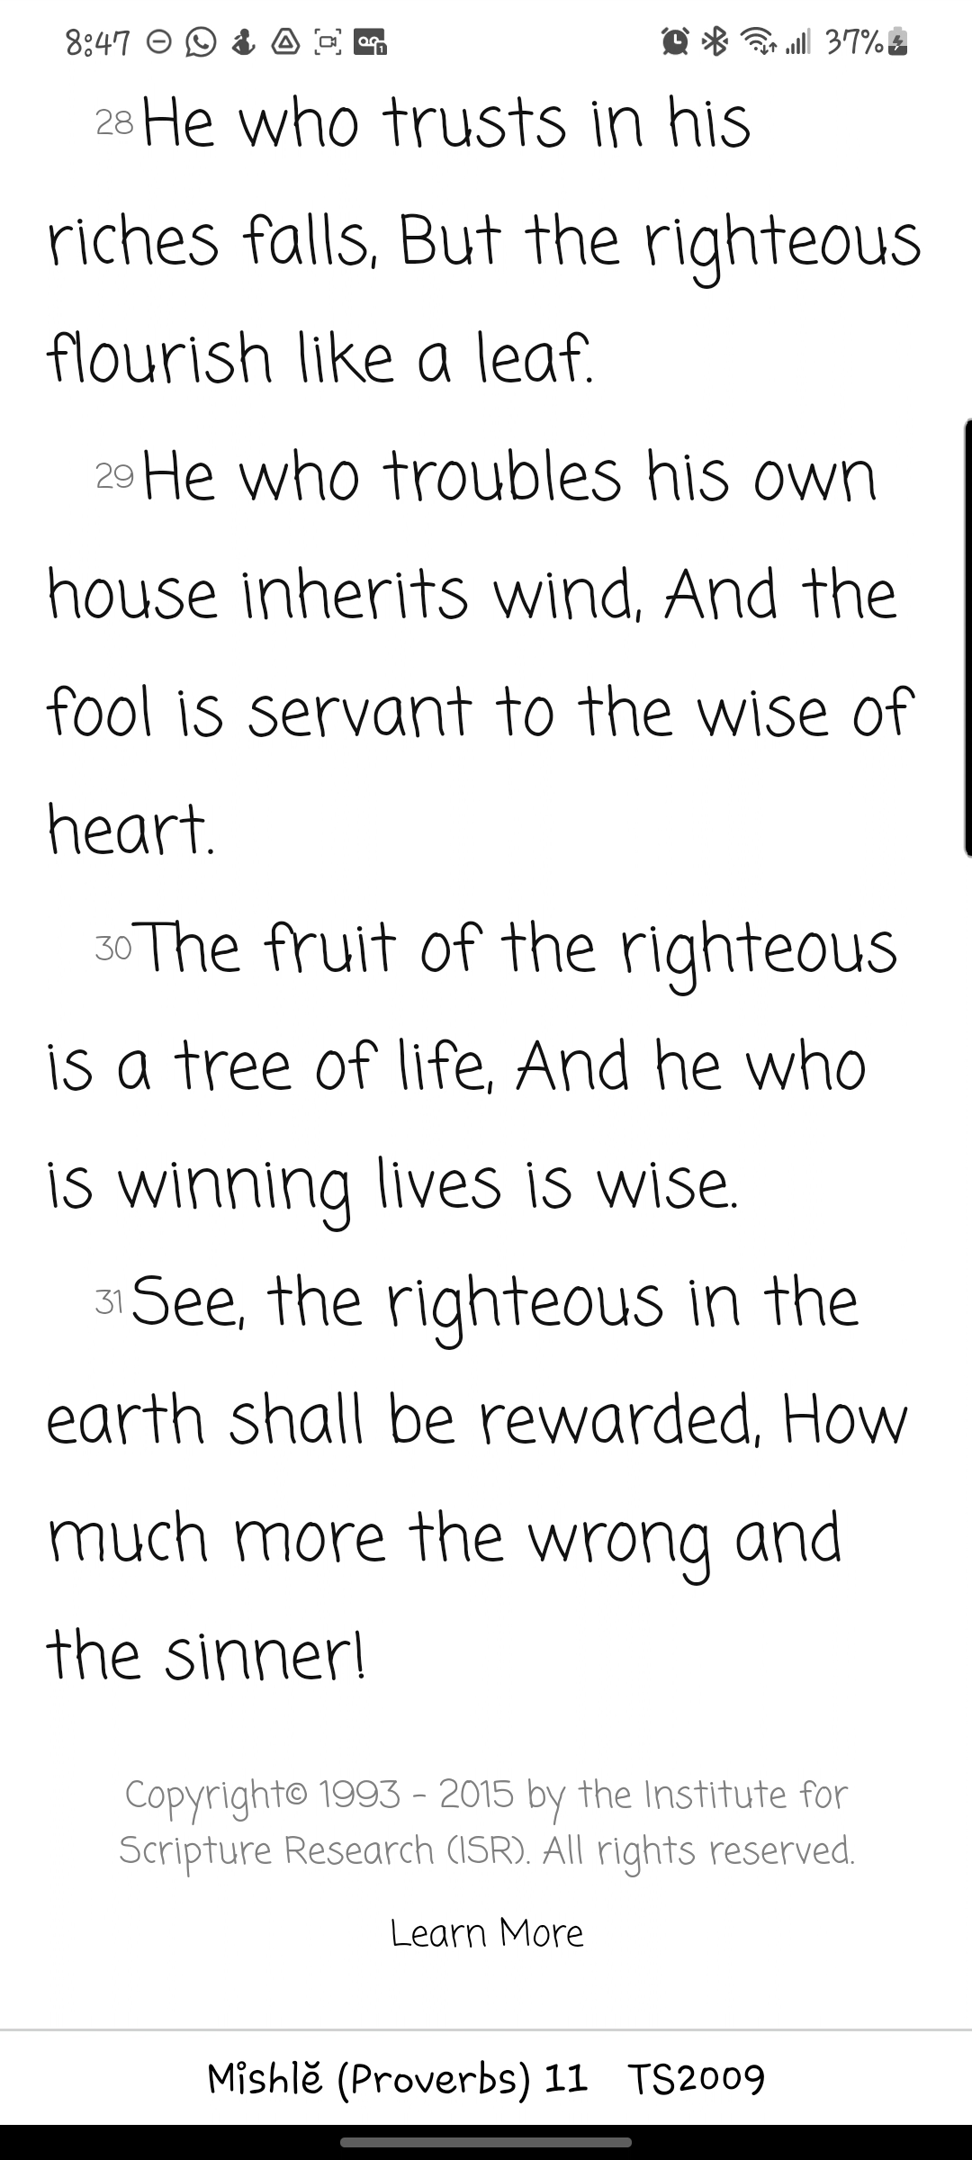 8:47 37%
28 He who trusts in his
riches falls, But the righteous
flourish like a leaf.
29 He who troubles his own
house inherits wind, And the
fool is servant to the wise of
heart.
30 The fruit of the righteous
is a tree of life, And he who
is winning lives is wise.
31 See, the righteous in the
earth shall be rewarded, How
much more the wrong and
the sinner!
Copyright© 1993 - 2015 by the Institute for
Scripture Research (ISR). All rights reserved.
Learn More
Mishlĕ (Proverbs) 11 TS2009